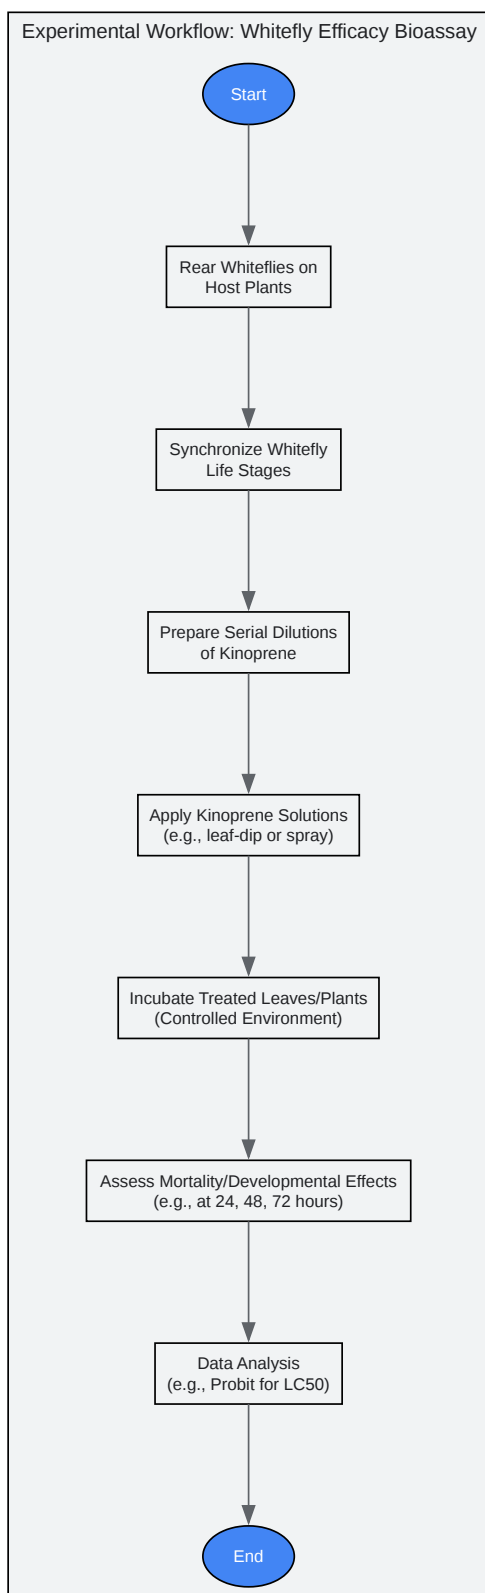 Experimental Workflow: Whitefly Efficacy Bioassay
Start
Rear Whiteflies on
Host Plants
Synchronize Whitefly
Life Stages
Prepare Serial Dilutions
of Kinoprene
Apply Kinoprene Solutions
(e.g., leaf-dip or spray)
Incubate Treated Leaves/Plants
(Controlled Environment)
Assess Mortality/Developmental Effects
(e.g., at 24, 48, 72 hours)
Data Analysis
(e.g., Probit for LC50)
End